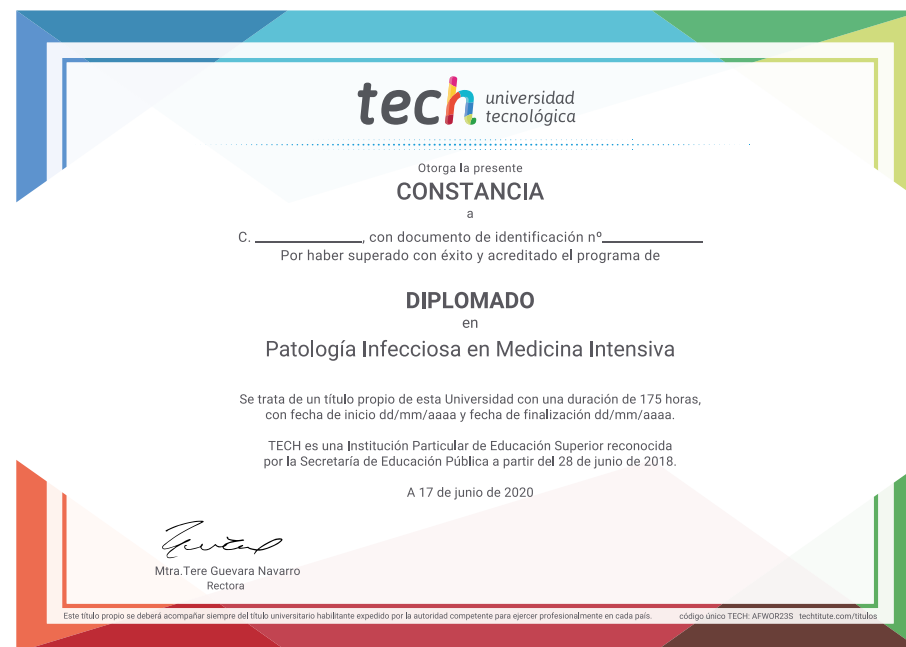 tech universidad
tecnológica
Otorga la presente
CONSTANCIA
a
C. ______________, con documento de identificación nº_____________
Por haber superado con éxito y acreditado el programa de
DIPLOMADO
en
Patología Infecciosa en Medicina Intensiva
Se trata de un título propio de esta Universidad con una duración de 175 horas,
con fecha de inicio dd/mm/aaaa y fecha de finalización dd/mm/aaaa.
TECH es una Institución Particular de Educación Superior reconocida
por la Secretaría de Educación Pública a partir del 28 de junio de 2018.
A 17 de junio de 2020
Mtra.Tere Guevara Navarro
Rectora
Este título propio se deberá acompañar siempre del título universitario habilitante expedido por la autoridad competente para ejercer profesionalmente en cada país. código único TECH: AFWOR23S techtitute.com/titulos